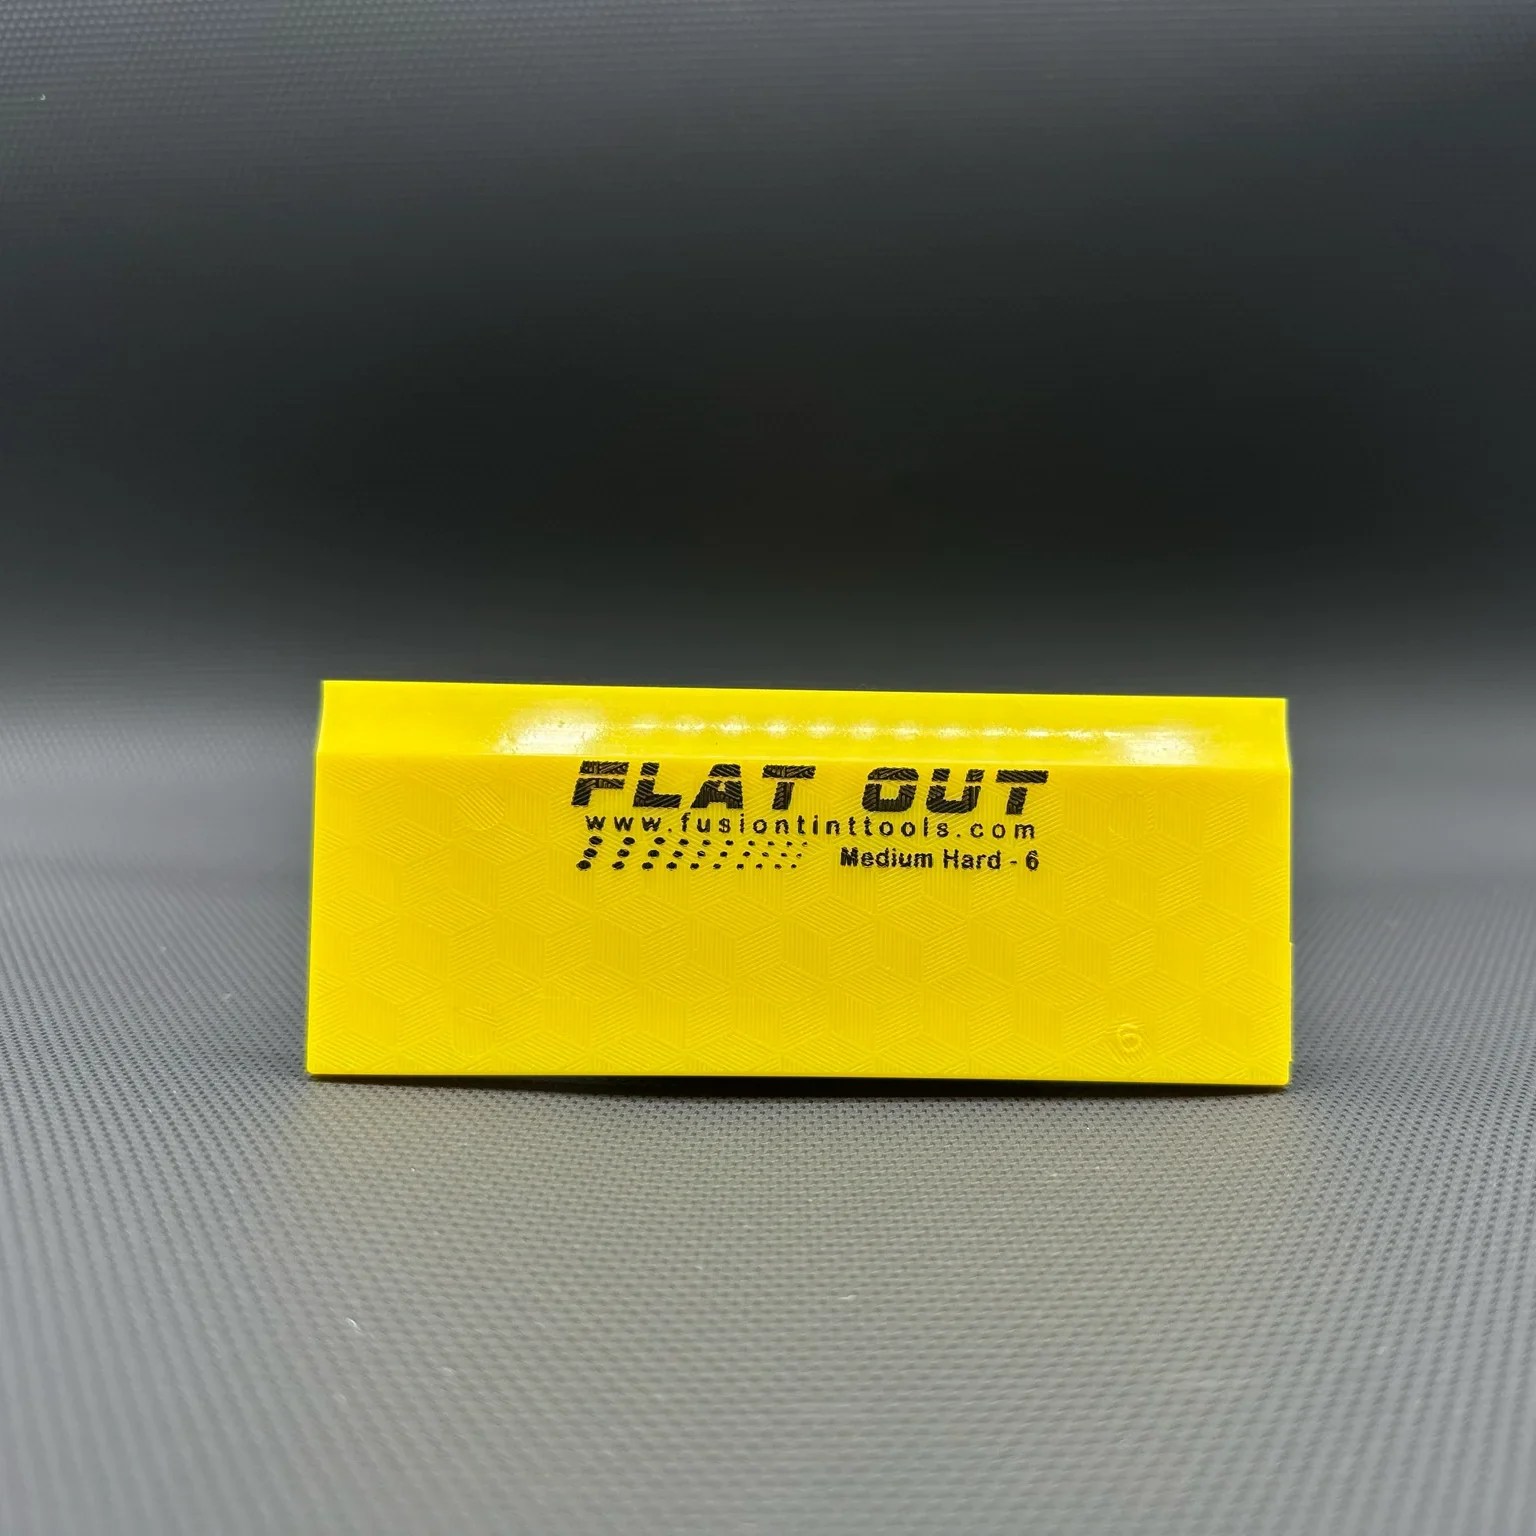 FLAT OUT
www.fusiontinttools.com
Medium Hard - 6
6